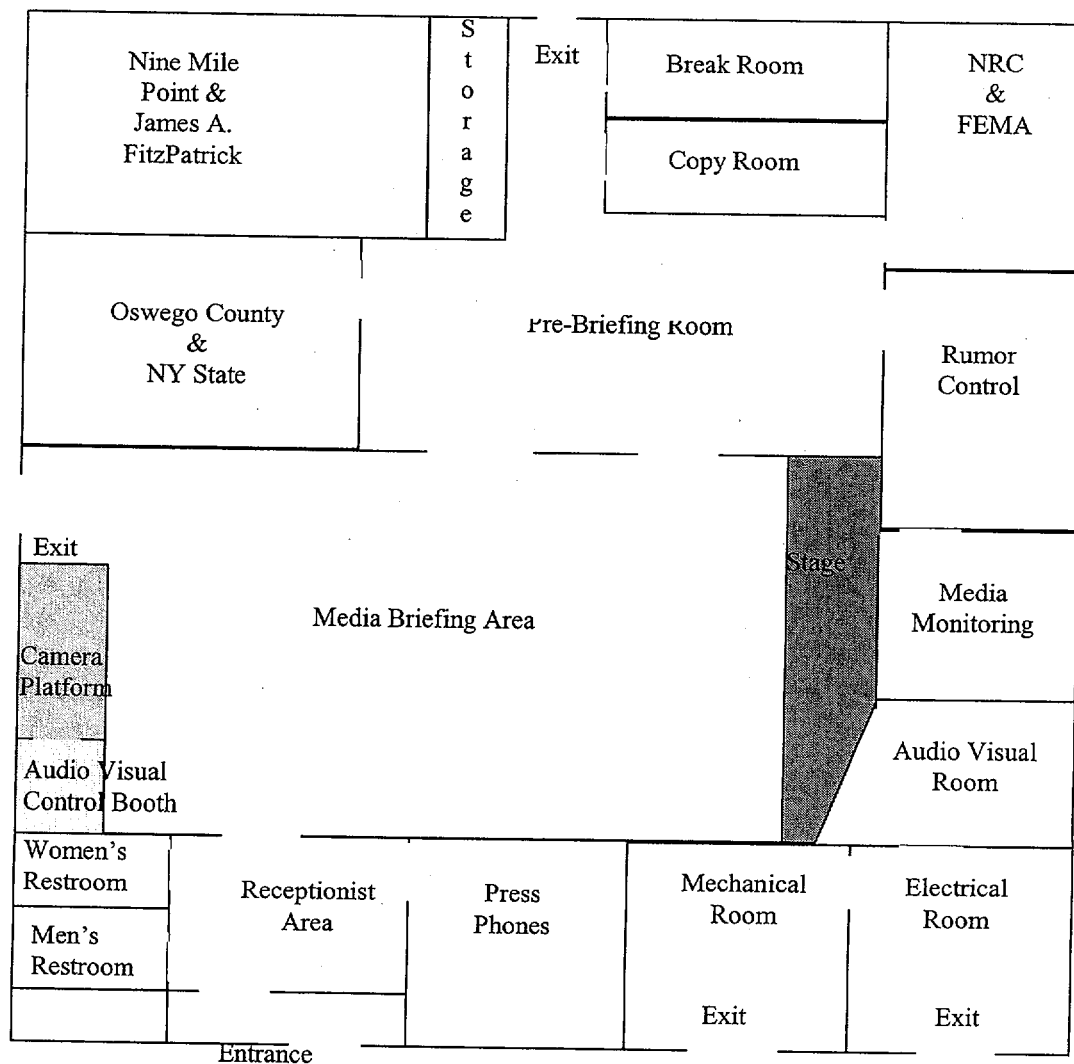 Nine Mile
Point &
James A.
FitzPatrick
Storage
Exit
Break Room
Copy Room
NRC
&
FEMA
Oswego County
&
NY State
Pre-Briefing Room
Rumor
Control
Exit
Camera
Platform
Media Briefing Area
Stage
Media
Monitoring
Audio Visual
Control Booth
Audio Visual
Room
Women's
Restroom
Men's
Restroom
Receptionist
Area
Press
Phones
Mechanical
Room
Electrical
Room
Exit
Exit
Entrance